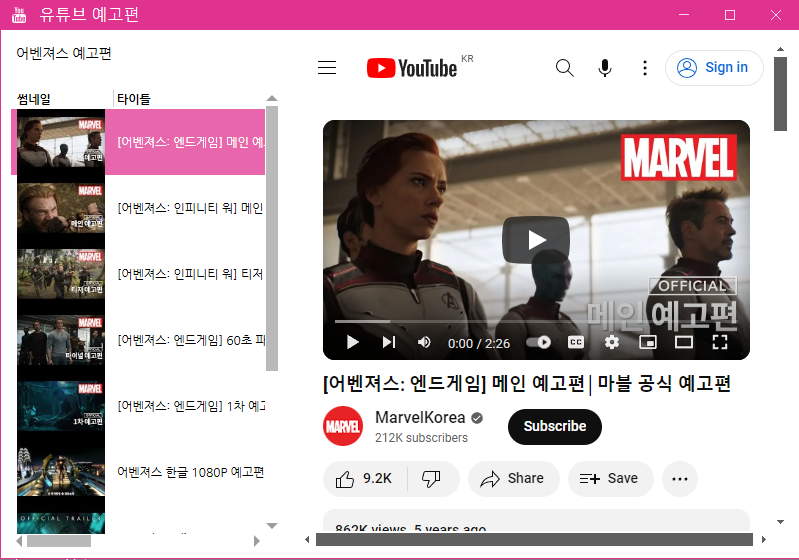 You
Tube
유튜브 예고편
어벤져스 예고편
썸네일 타이틀
MARVEL
메인 예고편
[어벤져스: 엔드게임] 메인 예
MARVEL
OFFICIAL
메인 예고편
[어벤져스: 인피니티 워] 메인
MARVEL
티저 예고편
[어벤져스: 인피니티 워] 티저
MARVEL
파이널 예고편
[어벤져스: 엔드게임] 60초 파
MARVEL
OFFICIAL
1차 예고편
[어벤져스: 엔드게임] 1차 예고
어벤져스 한글 1080P 예고편
OFFICIAL TRAILER
YouTube KR
Sign in
MARVEL
OFFICIAL
메인 예고편
0:00 / 2:26
CC
[어벤져스: 엔드게임] 메인 예고편│마블 공식 예고편
MARVEL
MarvelKorea
212K subscribers
Subscribe
9.2K
Share
Save
862K views 5 years ago